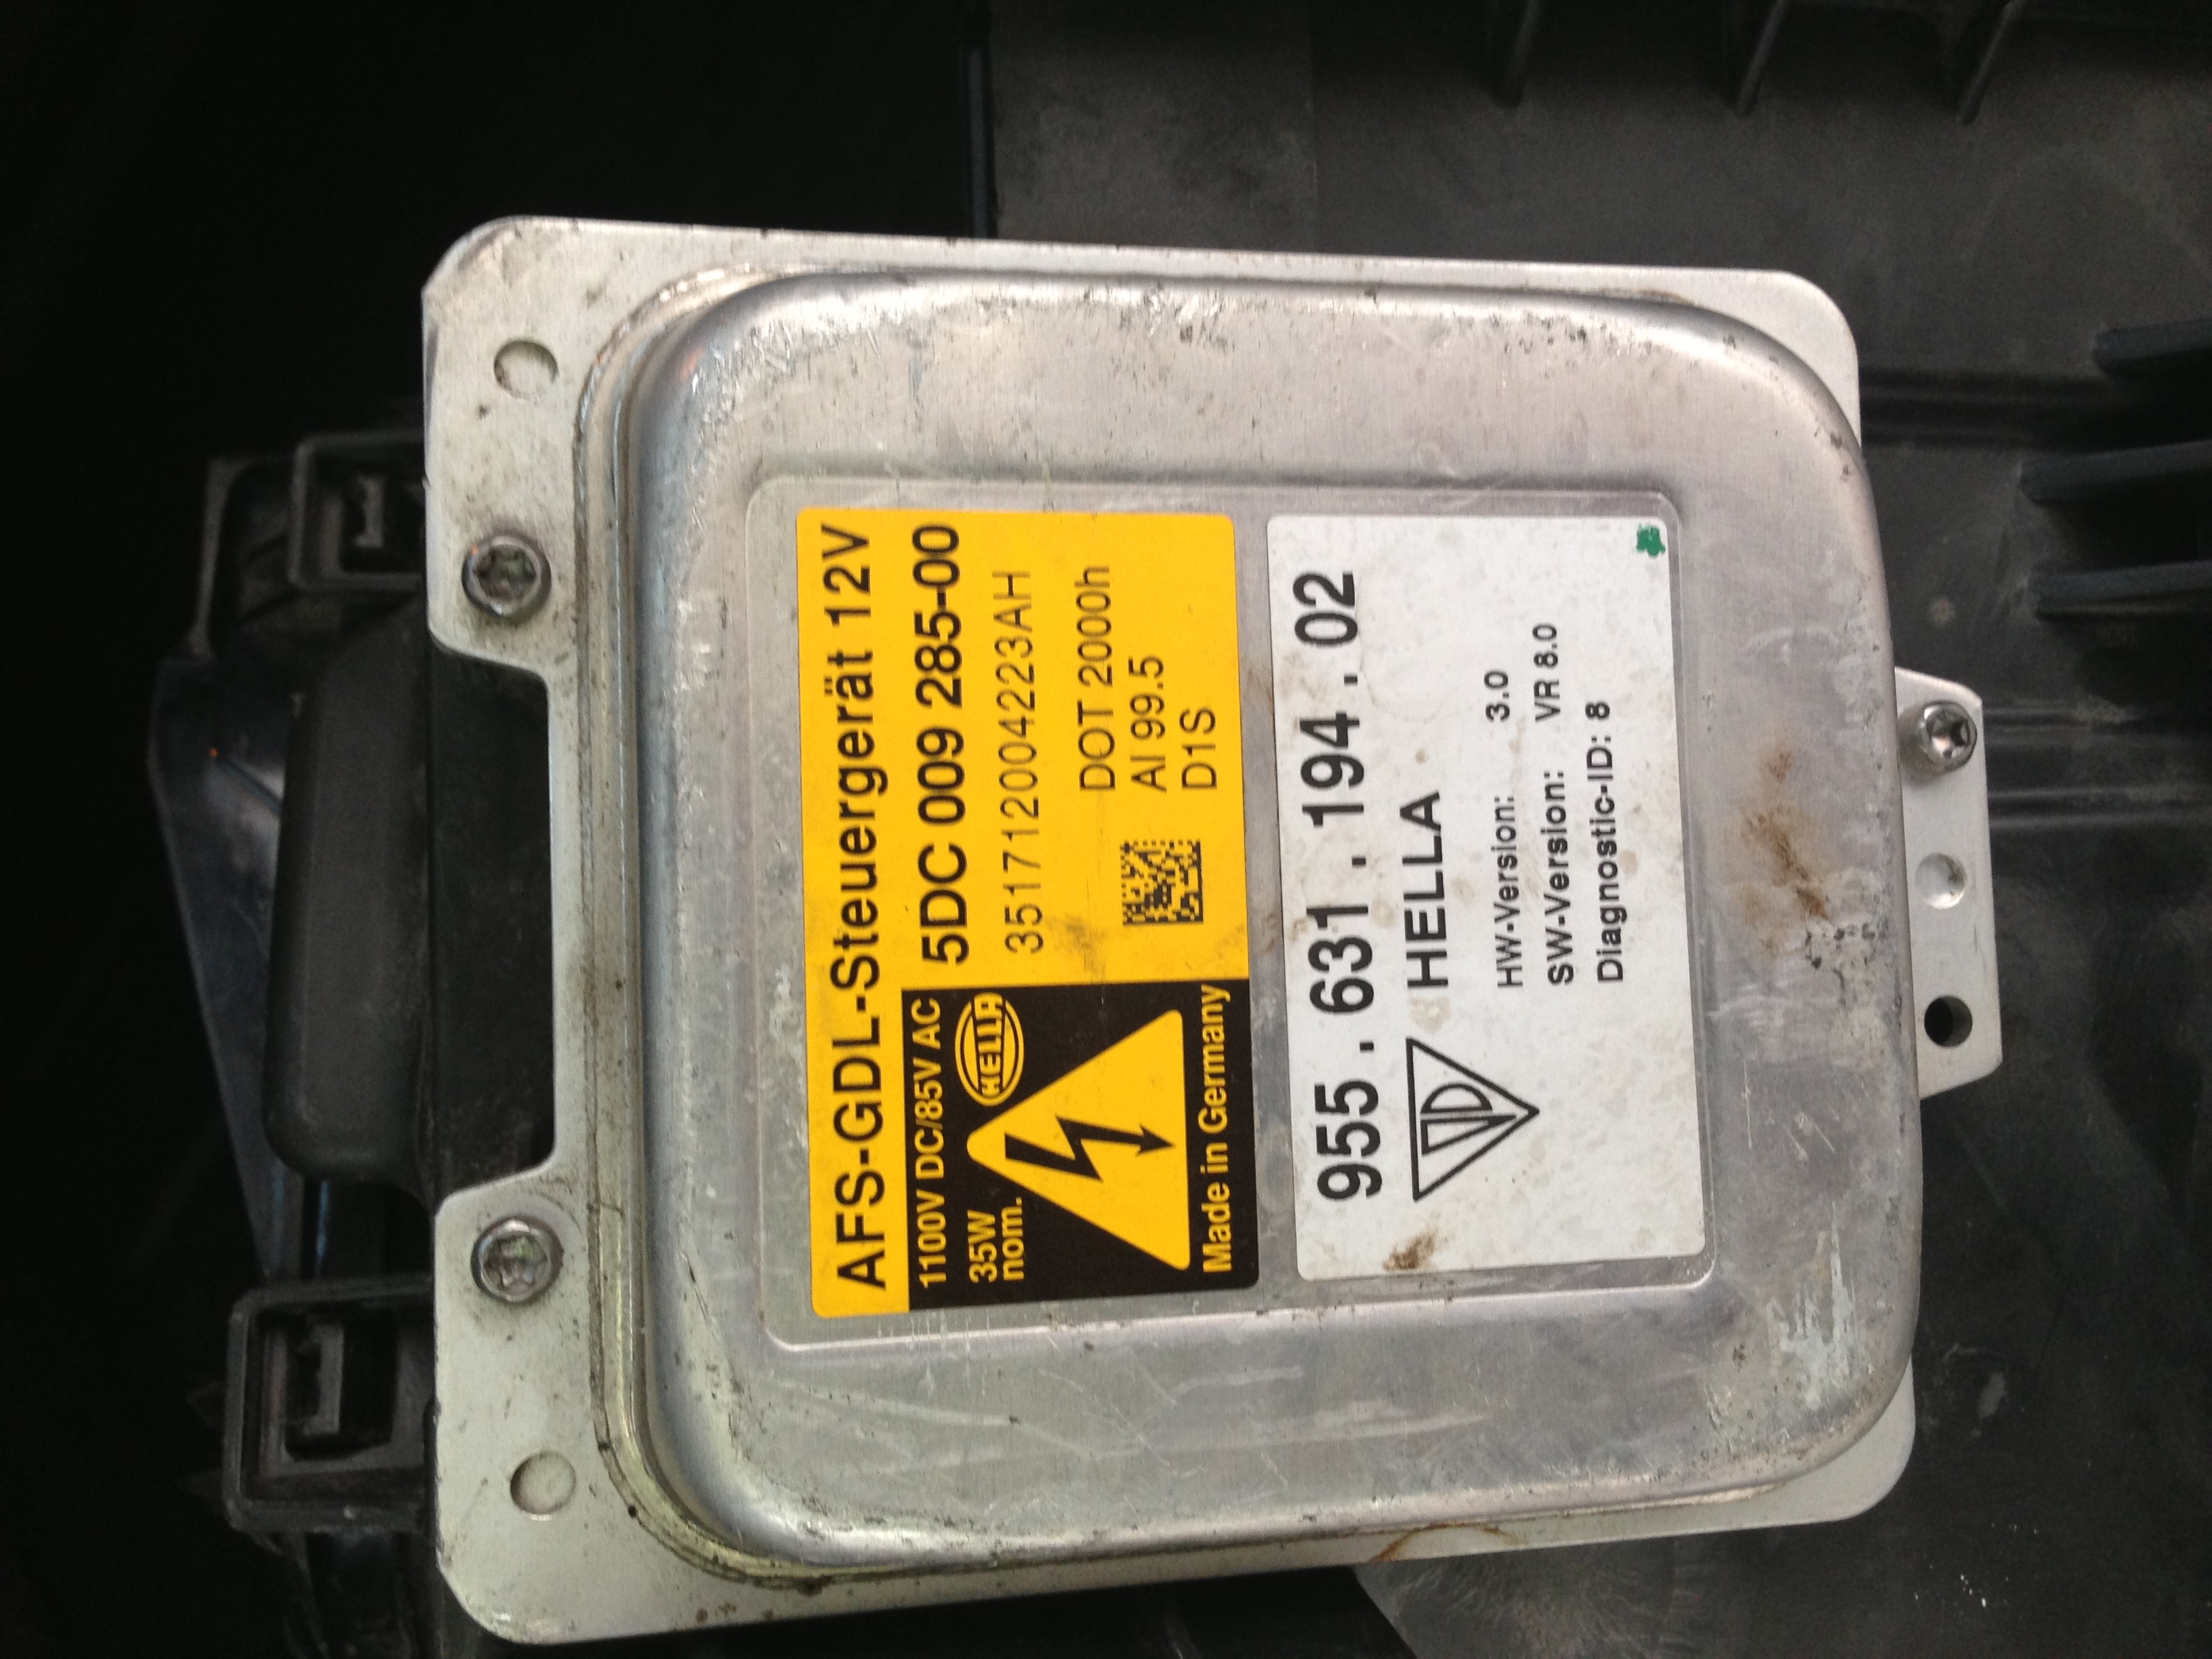 AFS-GDL-Steuergerät 12V
1100V DC/85V AC
5DC 009 285-00
35W
nom.
HELLA
351712004223AH
DOT 2000h
AI 99.5
D1S
Made in Germany
955.631.194.02
HELLA
HW-Version: 3.0
SW-Version: VR 8.0
Diagnostic-ID: 8